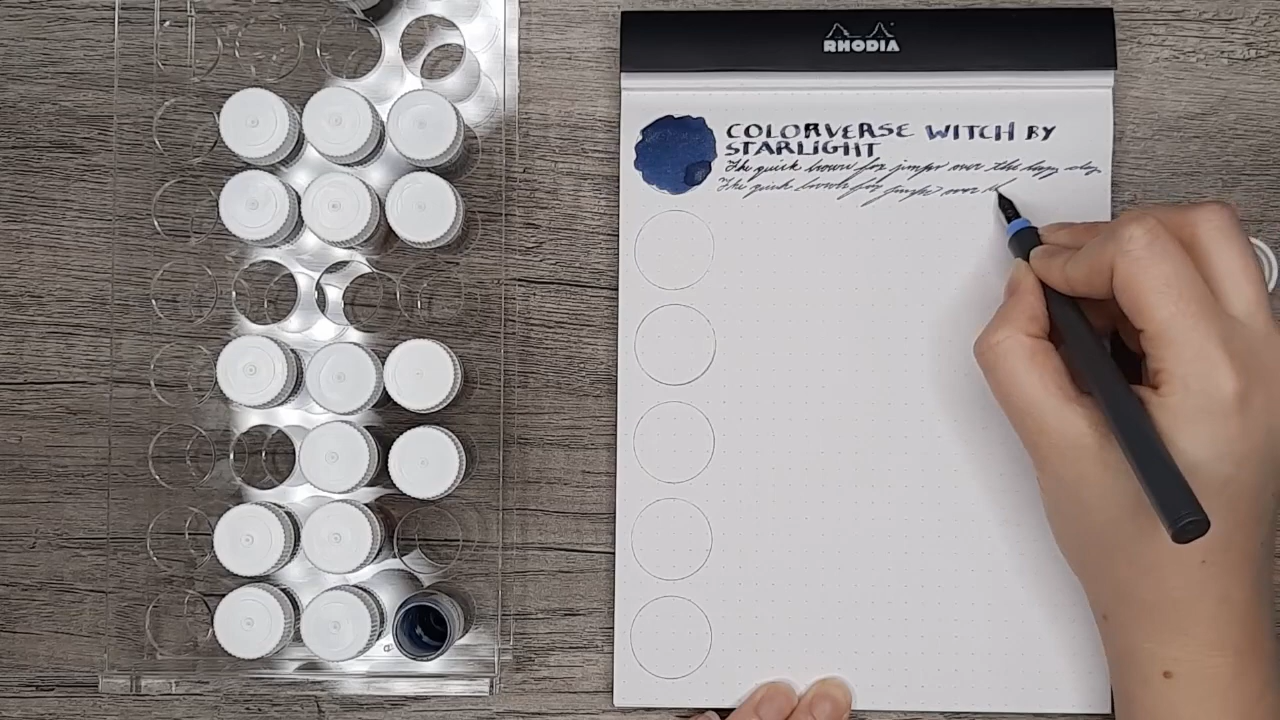 RHODIA
COLORVERSE WITCH BY
STARLIGHT
The quick brown fox jumps over the lazy dog
The quick brown fox jumps over th